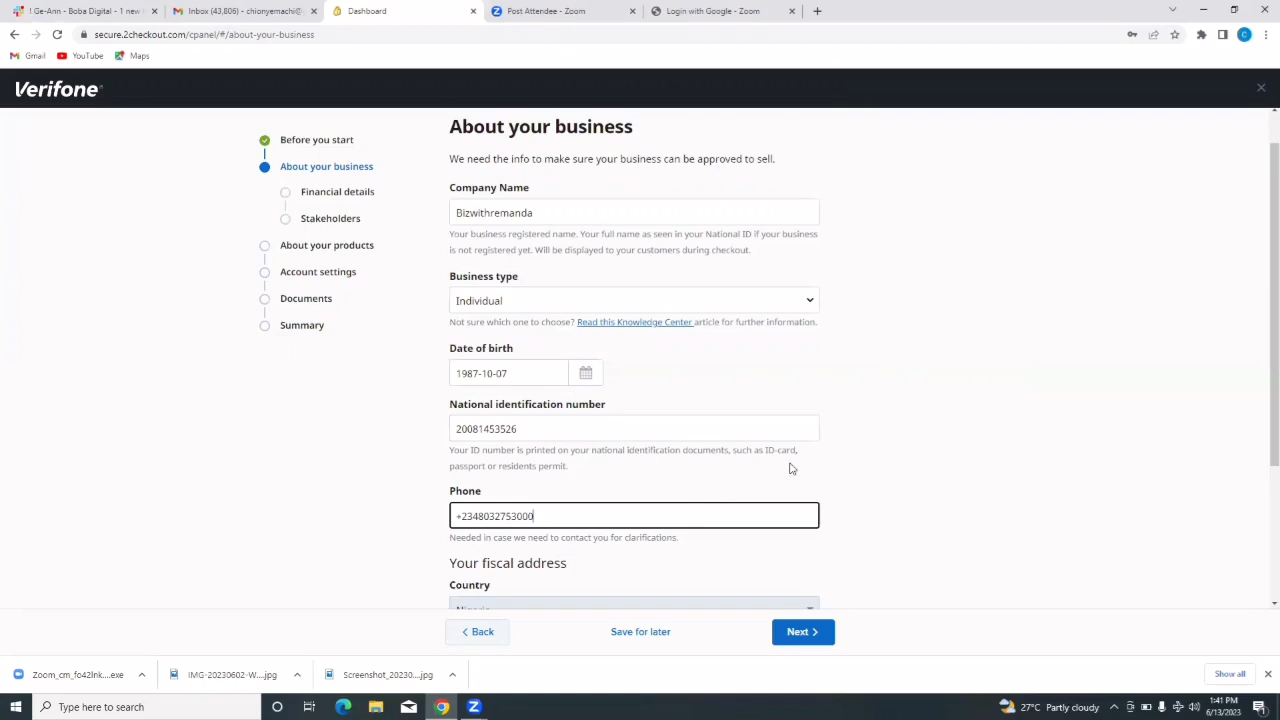 ! Ge-Ann - Boba Digital - 1 new i
Inbox (43,806) - chionyemachi@
Dashboard
Post Attendee - Zoom
Login with Google - Zoom
secure.2checkout.com/cpanel/#/about-your-business
Gmail
YouTube
Maps
C
Verifone
Before you start
About your business
Financial details
Stakeholders
About your products
Account settings
Documents
Summary
About your business
We need the info to make sure your business can be approved to sell.
Company Name
Bizwithremanda
Your business registered name. Your full name as seen in your National ID if your business
is not registered yet. Will be displayed to your customers during checkout.
Business type
Individual
Not sure which one to choose? Read this Knowledge Center article for further information.
Date of birth
1987-10-07
National identification number
20081453526
Your ID number is printed on your national identification documents, such as ID-card,
passport or residents permit.
Phone
+2348032753000
Needed in case we need to contact you for clarifications.
Your fiscal address
Country
Nigeria
Back
Save for later
Next
Zoom_cm_fo42lnk....exe
IMG-20230602-W....jpg
Screenshot_20230....jpg
Show all
Type here to search
27°C Partly cloudy
1:41 PM
6/13/2023